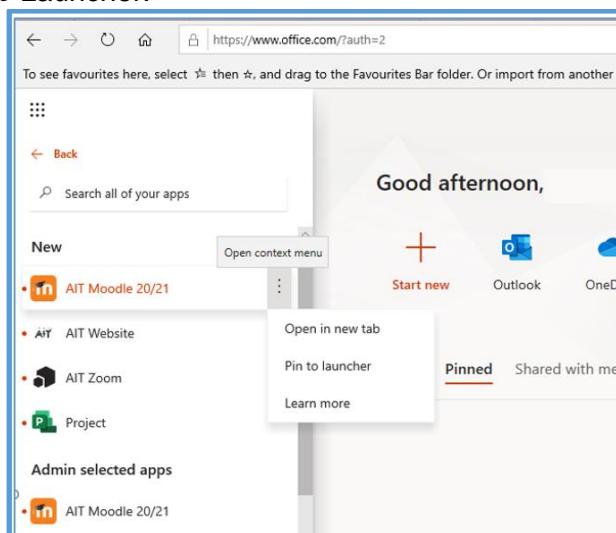 Launcher.
https://www.office.com/?auth=2
To see favourites here, select then , and drag to the Favourites Bar folder. Or import from another
Back
Search all of your apps
Good afternoon,
New
Open context menu
AIT Moodle 20/21
Start new
Outlook
OneD
AIT AIT Website
Open in new tab
Pin to launcher
Pinned
Shared with me
AIT Zoom
Learn more
Project
Admin selected apps
AIT Moodle 20/21